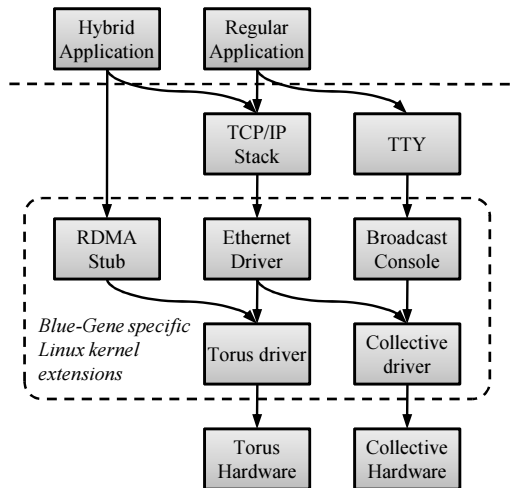 Hybrid
Application
Regular
Application
TCP/IP
Stack
TTY
RDMA
Stub
Ethernet
Driver
Broadcast
Console
Blue-Gene specific
Linux kernel
extensions
Torus driver
Collective
driver
Torus
Hardware
Collective
Hardware